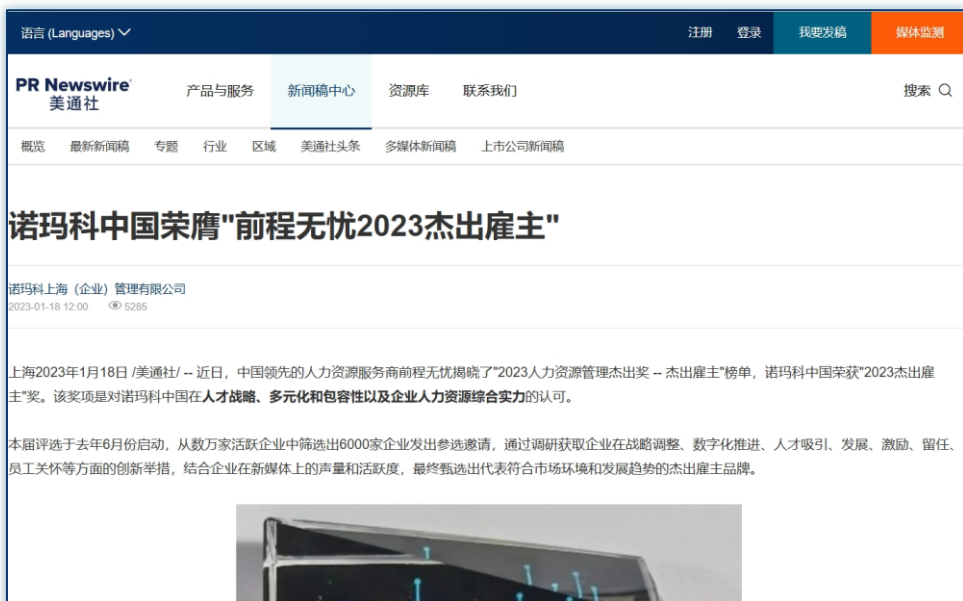 语言 (Languages)
注册
登录
我要发稿
媒体监测
PR Newswire
美通社
产品与服务
新闻稿中心
资源库
联系我们
搜索
概览
最新新闻稿
专题
行业
区域
美通社头条
多媒体新闻稿
上市公司新闻稿
诺玛科中国荣膺"前程无忧2023杰出雇主"
诺玛科上海（企业）管理有限公司
2023-01-18 12:00
5285
上海2023年1月18日 /美通社/ -- 近日，中国领先的人力资源服务商前程无忧揭晓了"2023人力资源管理杰出奖 -- 杰出雇主"榜单，诺玛科中国荣获"2023杰出雇
主"奖。该奖项是对诺玛科中国在人才战略、多元化和包容性以及企业人力资源综合实力的认可。
本届评选于去年6月份启动，从数万家活跃企业中筛选出6000家企业发出参选邀请，通过调研获取企业在战略调整、数字化推进、人才吸引、发展、激励、留任、
员工关怀等方面的创新举措，结合企业在新媒体上的声量和活跃度，最终甄选出代表符合市场环境和发展趋势的杰出雇主品牌。